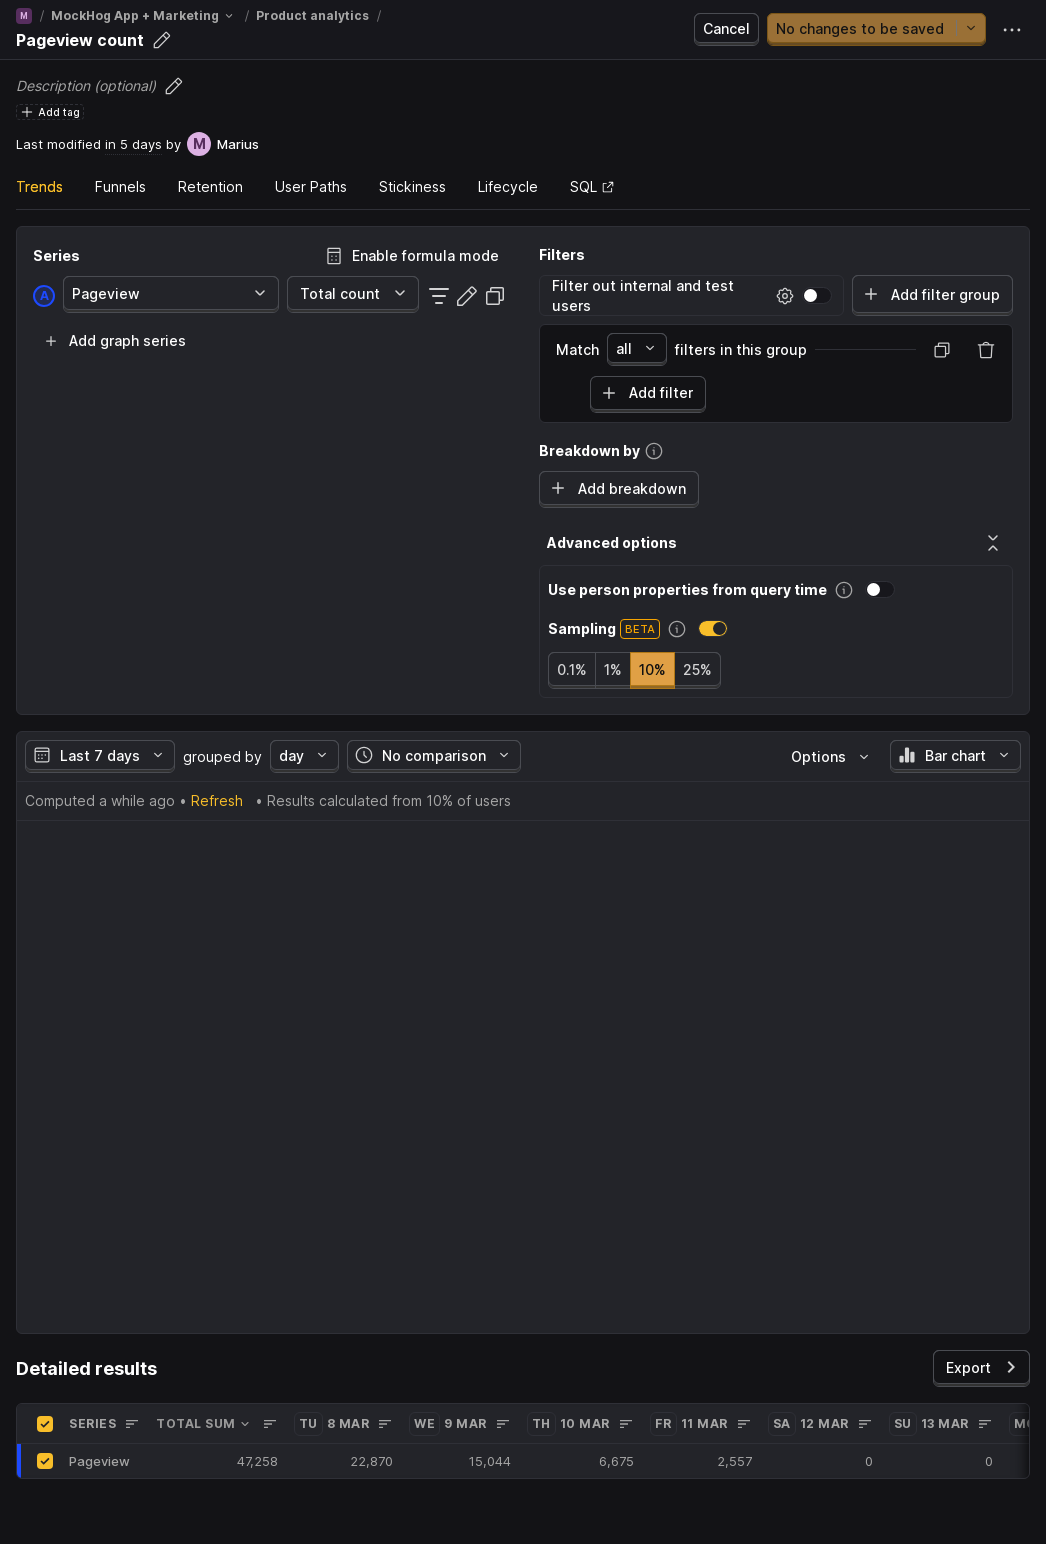 M / MockHog App + Marketing / Product analytics /
Pageview count
Cancel
No changes to be saved
Description (optional)
Add tag
Last modified in 5 days by M Marius
Trends Funnels Retention User Paths Stickiness Lifecycle SQL
Series
Enable formula mode
A Pageview Total count
Add graph series
Filters
Filter out internal and test
users
Add filter group
Match all filters in this group
Add filter
Breakdown by
Add breakdown
Advanced options
Use person properties from query time
Sampling BETA
0.1% 1% 10% 25%
Last 7 days grouped by day No comparison Options Bar chart
Computed a while ago • Refresh • Results calculated from 10% of users
Detailed results
Export
SERIES TOTAL SUM TU 8 MAR WE 9 MAR TH 10 MAR FR 11 MAR SA 12 MAR SU 13 MAR
Pageview 47,258 22,870 15,044 6,675 2,557 0 0